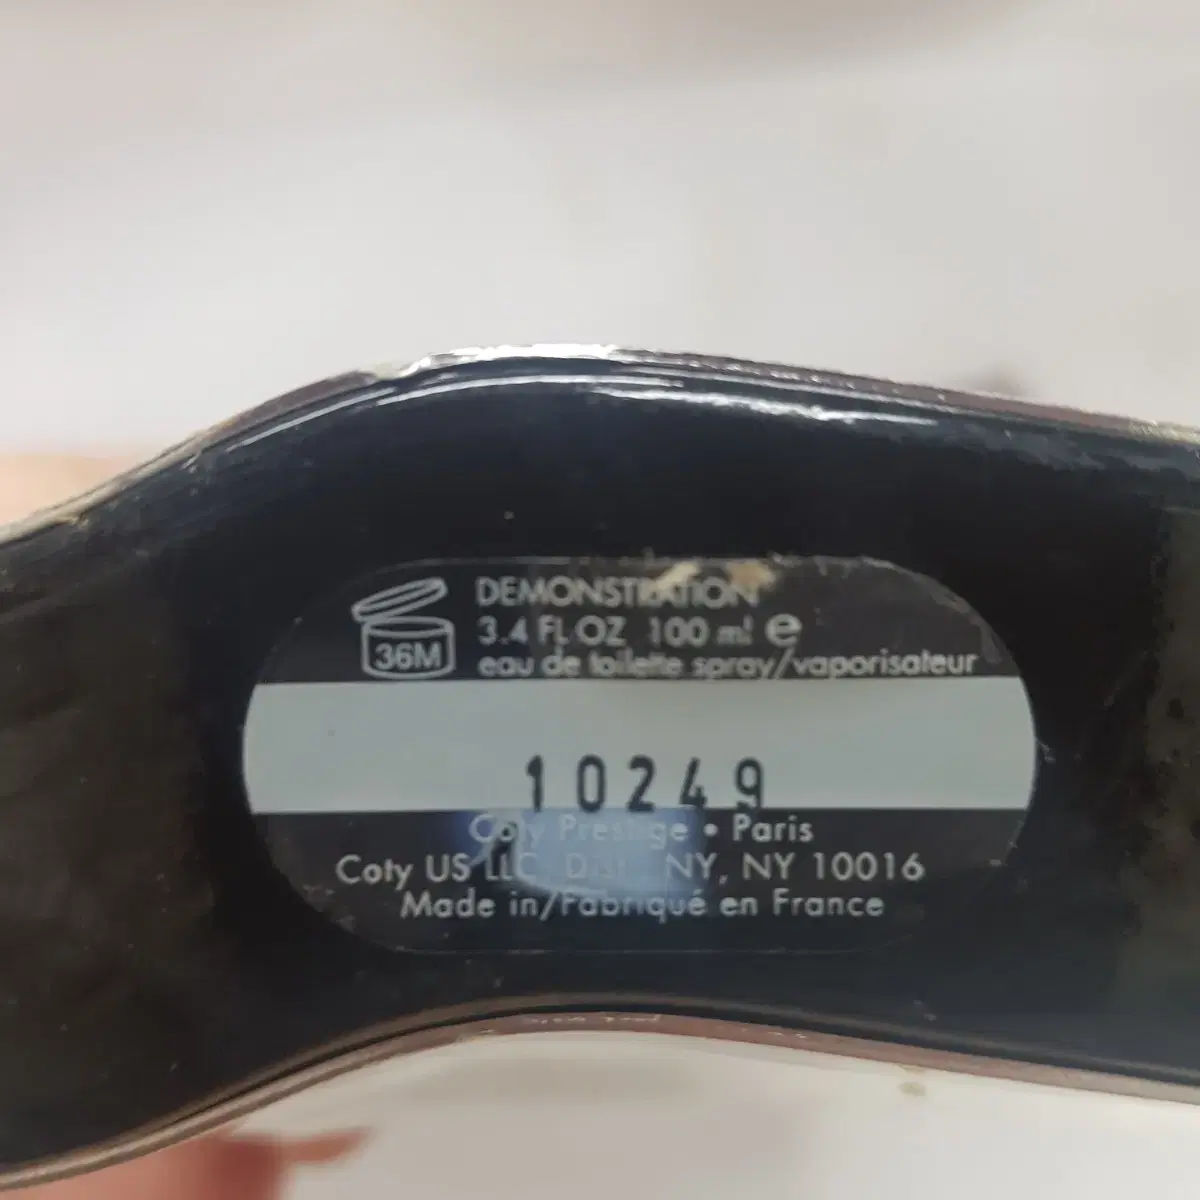 36M
DEMONSTRATION
3.4 FL OZ 100 ml e
eau de toilette spray/vaporisateur
10249
Coty Prestige • Paris
Coty US LLC, Dist. NY, NY 10016
Made in/Fabriqué en France